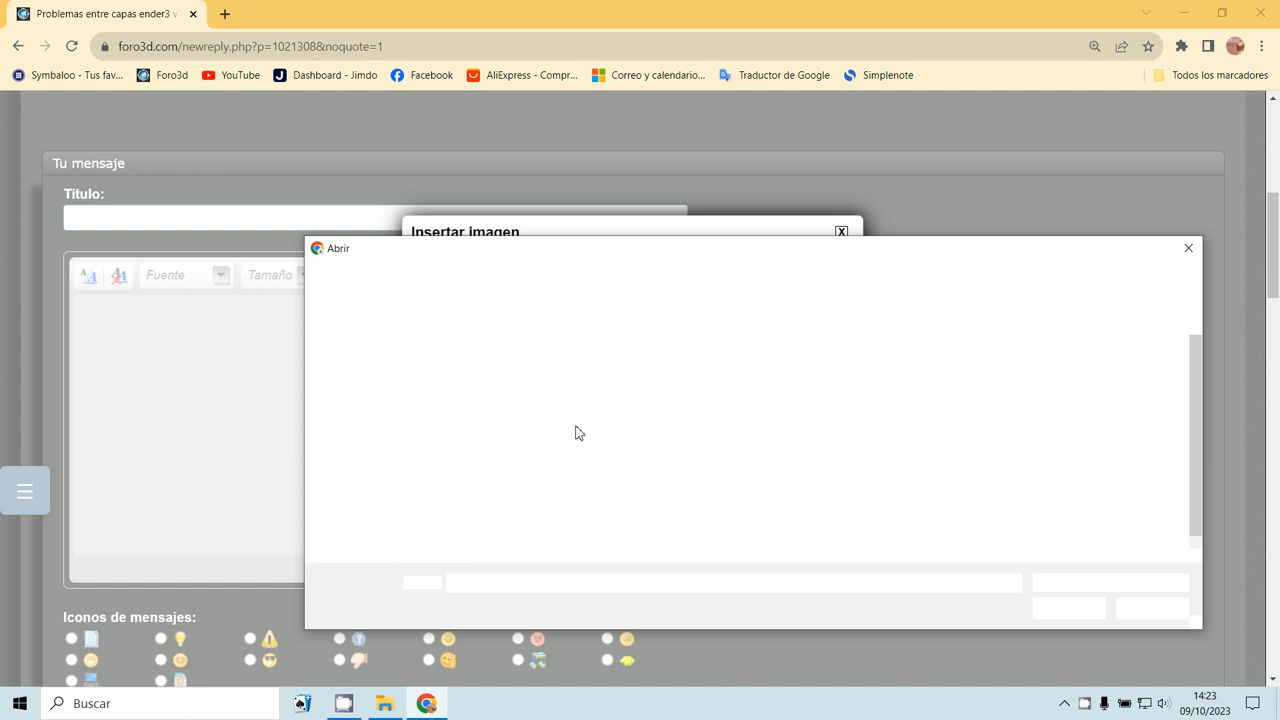 Problemas entre capas ender3 v
foro3d.com/newreply.php?p=1021308&noquote=1
Symbaloo - Tus fav...
Foro3d
YouTube
Dashbord - Jimdo
Facebook
AliExpress - Compr...
Correo y calendario...
Traductor de Google
Simplenote
Todos los marcadores
Tu mensaje
Titulo:
Insertar imagen
X
Abrir
Fuente
Tamaño
Iconos de mensajes:
Buscar
14:23
09/10/2023